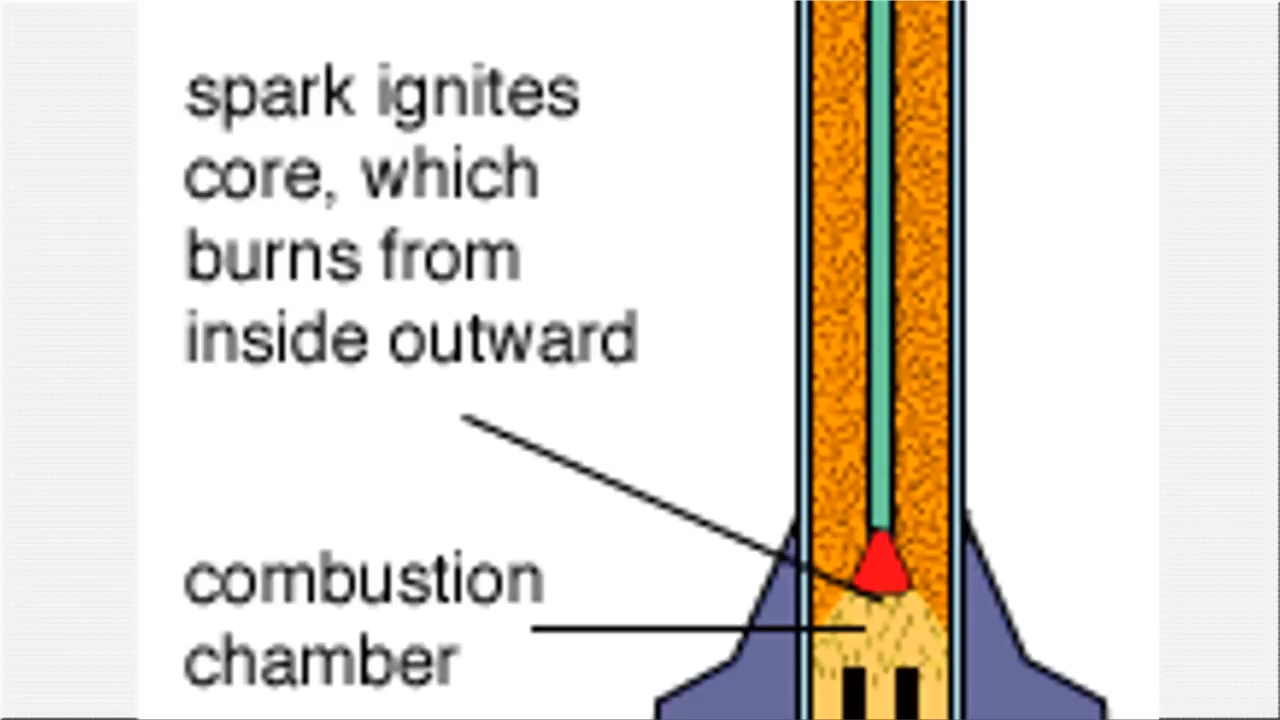 spark ignites
core, which
burns from
inside outward
combustion
chamber